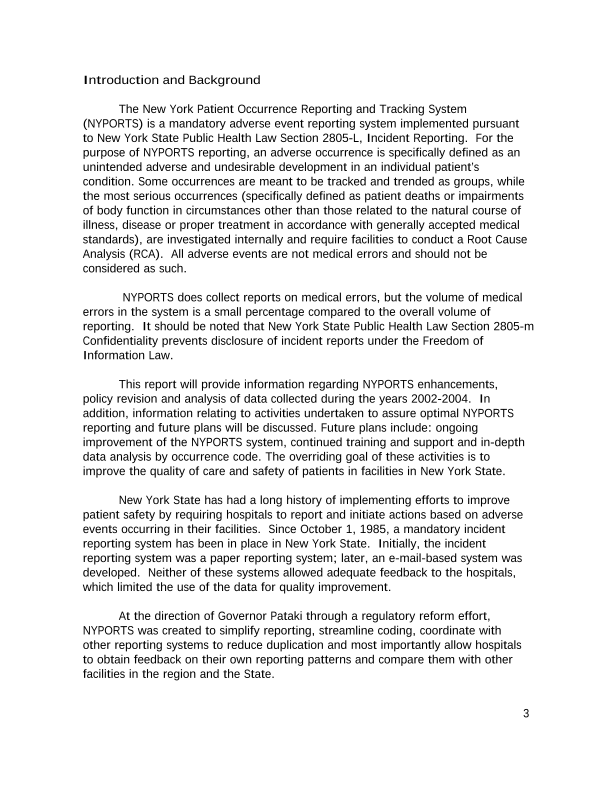 Introduction and Background
The New York Patient Occurrence Reporting and Tracking System
(NYPORTS) is a mandatory adverse event reporting system implemented pursuant
to New York State Public Health Law Section 2805-L, Incident Reporting.  For the
purpose of NYPORTS reporting, an adverse occurrence is specifically defined as an
unintended adverse and undesirable development in an individual patient's
condition. Some occurrences are meant to be tracked and trended as groups, while
the most serious occurrences (specifically defined as patient deaths or impairments
of body function in circumstances other than those related to the natural course of
illness, disease or proper treatment in accordance with generally accepted medical
standards), are investigated internally and require facilities to conduct a Root Cause
Analysis (RCA).  All adverse events are not medical errors and should not be
considered as such.
NYPORTS does collect reports on medical errors, but the volume of medical
errors in the system is a small percentage compared to the overall volume of
reporting.  It should be noted that New York State Public Health Law Section 2805-m
Confidentiality prevents disclosure of incident reports under the Freedom of
Information Law.
This report will provide information regarding NYPORTS enhancements,
policy revision and analysis of data collected during the years 2002-2004.  In
addition, information relating to activities undertaken to assure optimal NYPORTS
reporting and future plans will be discussed. Future plans include: ongoing
improvement of the NYPORTS system, continued training and support and in-depth
data analysis by occurrence code. The overriding goal of these activities is to
improve the quality of care and safety of patients in facilities in New York State.
New York State has had a long history of implementing efforts to improve
patient safety by requiring hospitals to report and initiate actions based on adverse
events occurring in their facilities.  Since October 1, 1985, a mandatory incident
reporting system has been in place in New York State.  Initially, the incident
reporting system was a paper reporting system; later, an e-mail-based system was
developed.  Neither of these systems allowed adequate feedback to the hospitals,
which limited the use of the data for quality improvement.
At the direction of Governor Pataki through a regulatory reform effort,
NYPORTS was created to simplify reporting, streamline coding, coordinate with
other reporting systems to reduce duplication and most importantly allow hospitals
to obtain feedback on their own reporting patterns and compare them with other
facilities in the region and the State.
3